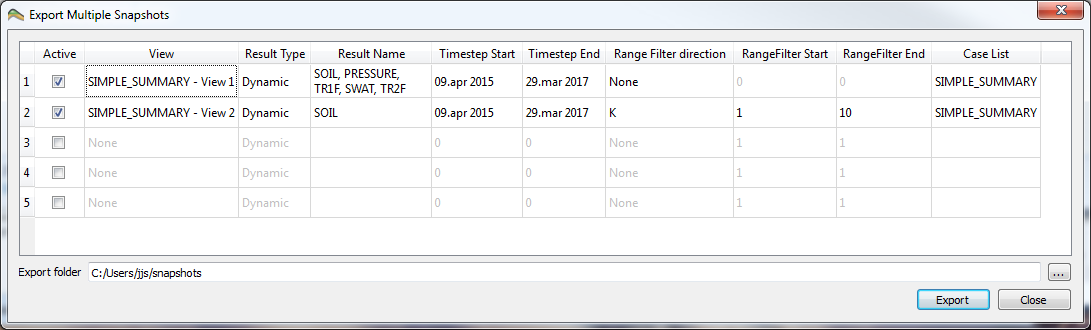 Export Multiple Snapshots
Active View Result Type Result Name Timestep Start Timestep End Range Filter direction RangeFilter Start RangeFilter End Case List
1 SIMPLE_SUMMARY - View 1 Dynamic SOIL, PRESSURE, TR1F, SWAT, TR2F 09.apr 2015 29.mar 2017 None 0 0 SIMPLE_SUMMARY
2 SIMPLE_SUMMARY - View 2 Dynamic SOIL 09.apr 2015 29.mar 2017 K 1 10 SIMPLE_SUMMARY
3 None Dynamic 0 0 None 1 1
4 None Dynamic 0 0 None 1 1
5 None Dynamic 0 0 None 1 1
Export folder C:/Users/jjs/snapshots ...
Export Close